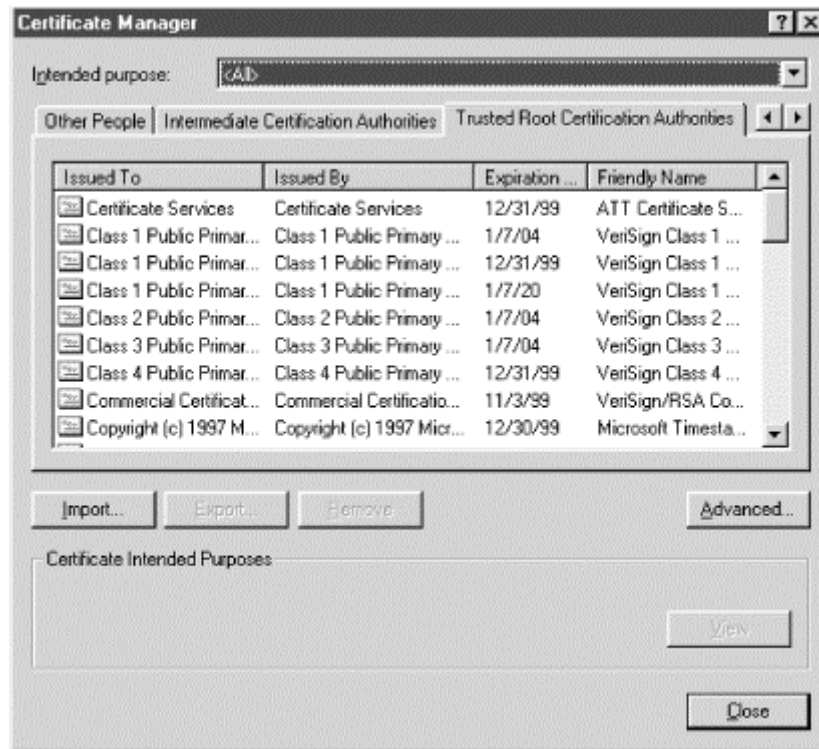 Certificate Manager
Intended purpose: <All>
Other People Intermediate Certification Authorities Trusted Root Certification Authorities
Issued To Issued By Expiration ... Friendly Name
Certificate Services Certificate Services 12/31/99 ATT Certificate S...
Class 1 Public Primar... Class 1 Public Primary ... 1/7/04 VeriSign Class 1 ...
Class 1 Public Primar... Class 1 Public Primary ... 12/31/99 VeriSign Class 1 ...
Class 1 Public Primar... Class 1 Public Primary ... 1/7/20 VeriSign Class 1 ...
Class 2 Public Primar... Class 2 Public Primary ... 1/7/04 VeriSign Class 2 ...
Class 3 Public Primar... Class 3 Public Primary ... 1/7/04 VeriSign Class 3 ...
Class 4 Public Primar... Class 4 Public Primary ... 12/31/99 VeriSign Class 4 ...
Commercial Certificat... Commercial Certificatio... 11/3/99 VeriSign/RSA Co...
Copyright (c) 1997 M... Copyright (c) 1997 Micr... 12/30/99 Microsoft Timesta...
Import... Export... Remove Advanced...
Certificate Intended Purposes
View
Close